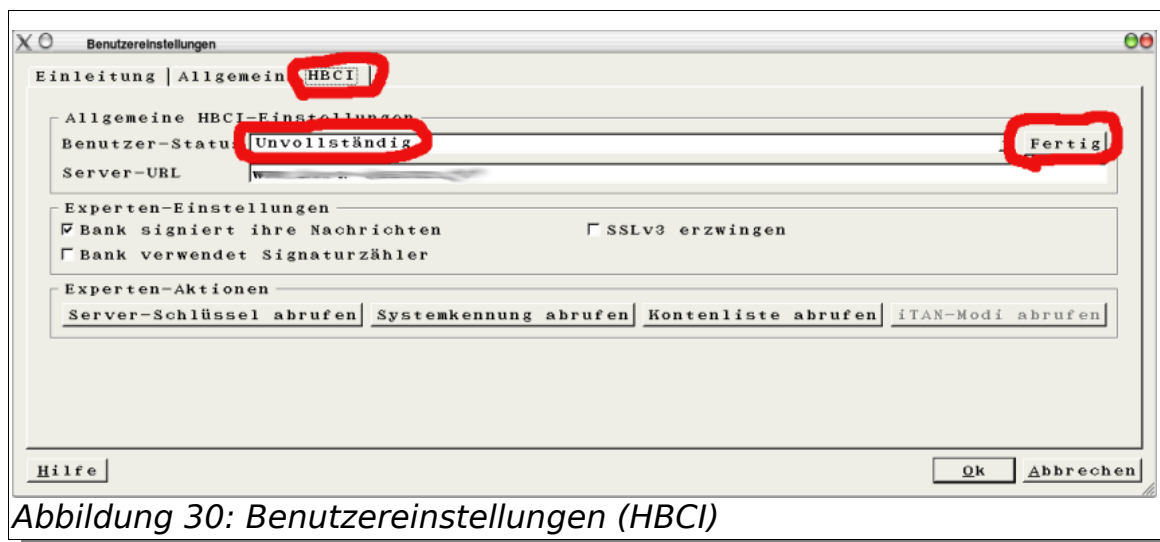 Benutzereinstellungen
Einleitung Allgemein HBCI
Allgemeine HBCI-Einstellungen
Benutzer-Status Unvollständig Fertig
Server-URL w
Experten-Einstellungen
Bank signiert ihre Nachrichten SSLv3 erzwingen
Bank verwendet Signaturzähler
Experten-Aktionen
Server-Schlüssel abrufen Systemkennung abrufen Kontenliste abrufen iTAN-Modi abrufen
Hilfe Ok Abbrechen
Abbildung 30: Benutzereinstellungen (HBCI)